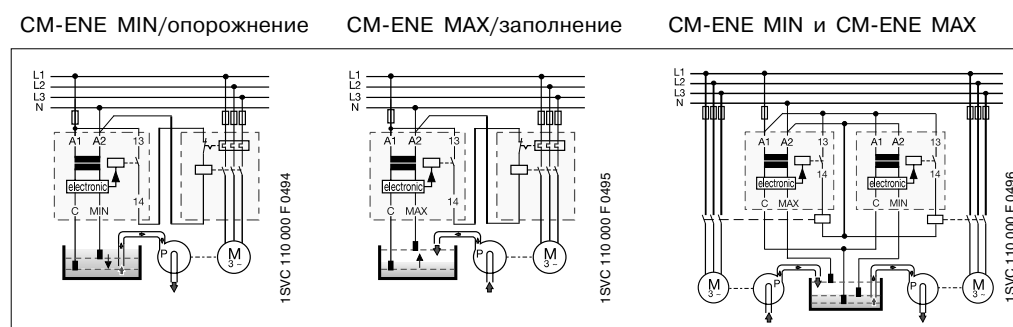 CM-ENE MIN/опорожнение
CM-ENE MAX/заполнение
CM-ENE MIN и CM-ENE MAX
L1
L2
L3
N
A1 A2 13
electronic
14
C MIN
P
M
3~
1SVC 110 000 F 0494
L1
L2
L3
N
A1 A2 13
electronic
14
C MAX
P
M
3~
1SVC 110 000 F 0495
L1
L2
L3
N
A1 A2 13
A1 A2 13
electronic
14
electronic
14
C MAX
C MIN
M
3~
P
P
M
3~
1SVC 110 000 F 0496